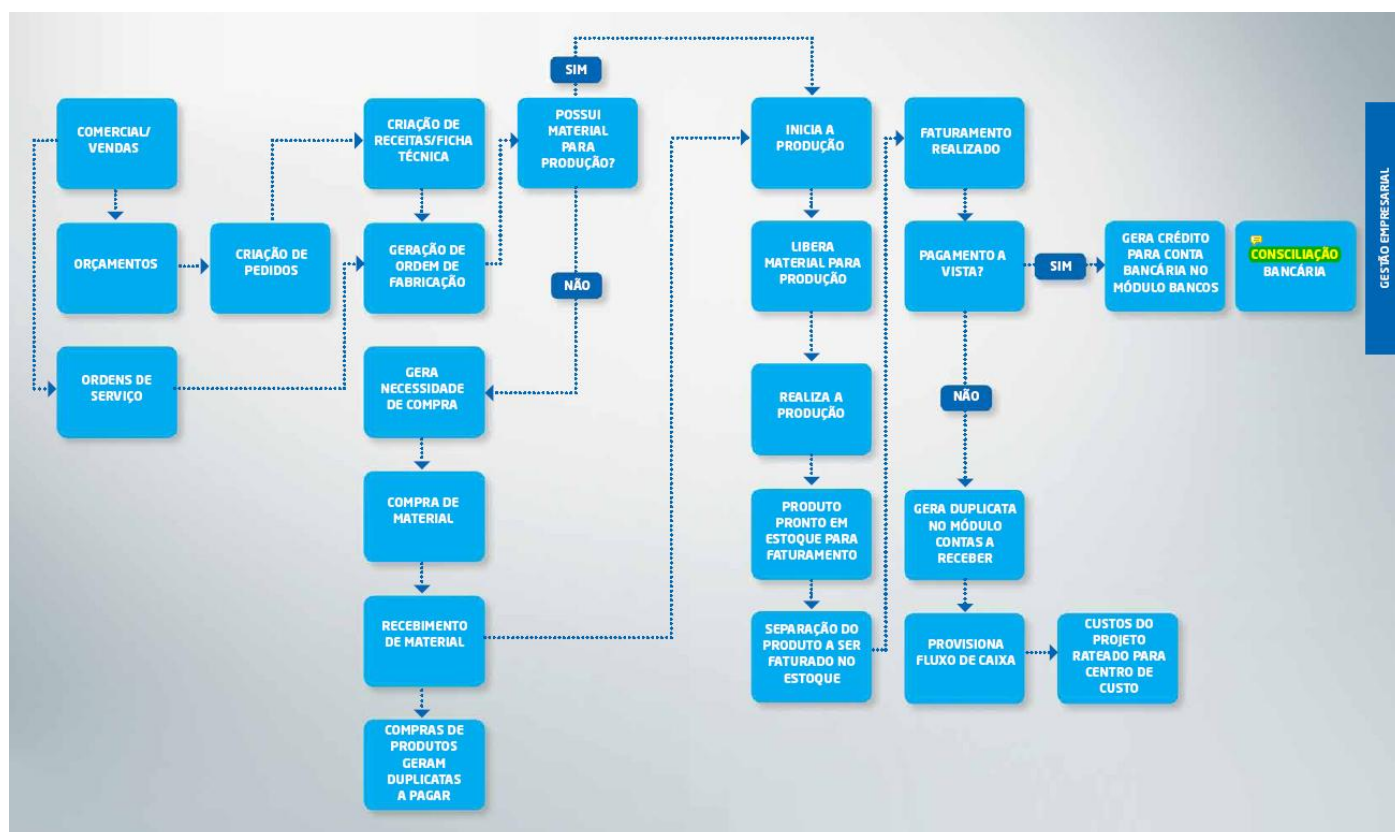 COMERCIAL/
VENDAS
ORÇAMENTOS
ORDENS DE
SERVIÇO
CRIAÇÃO DE
PEDIDOS
CRIAÇÃO DE
RECEITAS/FICHA
TÉCNICA
GERAÇÃO DE
ORDEM DE
FABRICAÇÃO
GERA
NECESSIDADE
DE COMPRA
COMPRA DE
MATERIAL
RECEBIMENTO
DE MATERIAL
COMPRAS DE
PRODUTOS
GERAM
DUPLICATAS
A PAGAR
SIM
POSSUI
MATERIAL
PARA
PRODUÇÃO?
NÃO
INICIA A
PRODUÇÃO
LIBERA
MATERIAL PARA
PRODUÇÃO
REALIZA A
PRODUÇÃO
PRODUTO
PRONTO EM
ESTOQUE PARA
FATURAMENTO
SEPARAÇÃO DO
PRODUTO A SER
FATURADO NO
ESTOQUE
FATURAMENTO
REALIZADO
PAGAMENTO A
VISTA?
SIM
GERA CRÉDITO
PARA CONTA
BANCÁRIA NO
MÓDULO BANCOS
CONSCILIAÇÃO
BANCÁRIA
NÃO
GERA DUPLICATA
NO MÓDULO
CONTAS A
RECEBER
PROVISIONA
FLUXO DE CAIXA
CUSTOS DO
PROJETO
RATEADO PARA
CENTRO DE
CUSTO
GESTÃO EMPRESARIAL